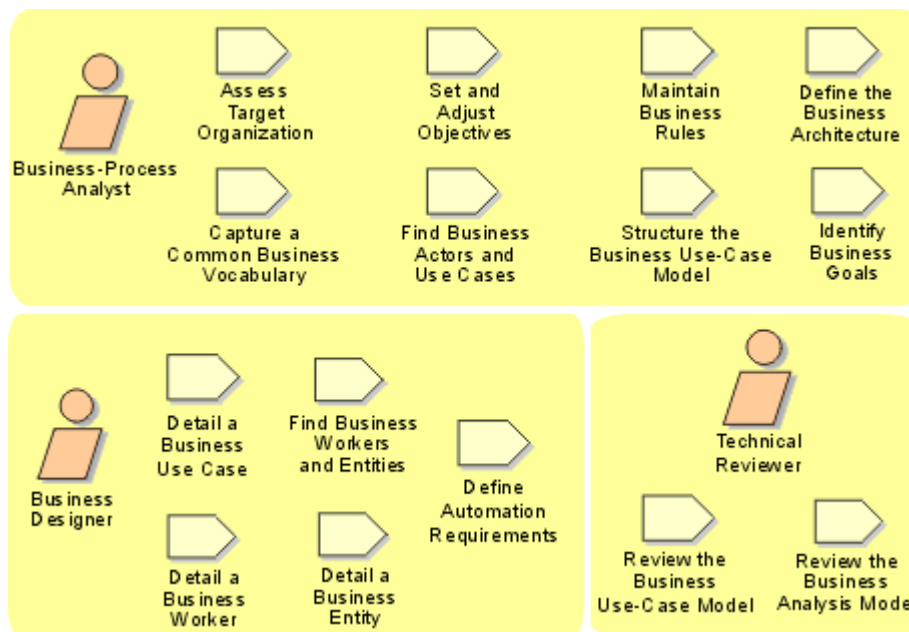 Assess
Target
Organization
Set and
Adjust
Objectives
Maintain
Business
Rules
Define the
Business
Architecture
Business-Process
Analyst
Capture a
Common Business
Vocabulary
Find Business
Actors and
Use Cases
Structure the
Business Use-Case
Model
Identify
Business
Goals
Business
Designer
Detail a
Business
Use Case
Find Business
Workers
and Entities
Define
Automation
Requirements
Detail a
Business
Worker
Detail a
Business
Entity
Technical
Reviewer
Review the
Business
Use-Case Model
Review the
Business
Analysis Model